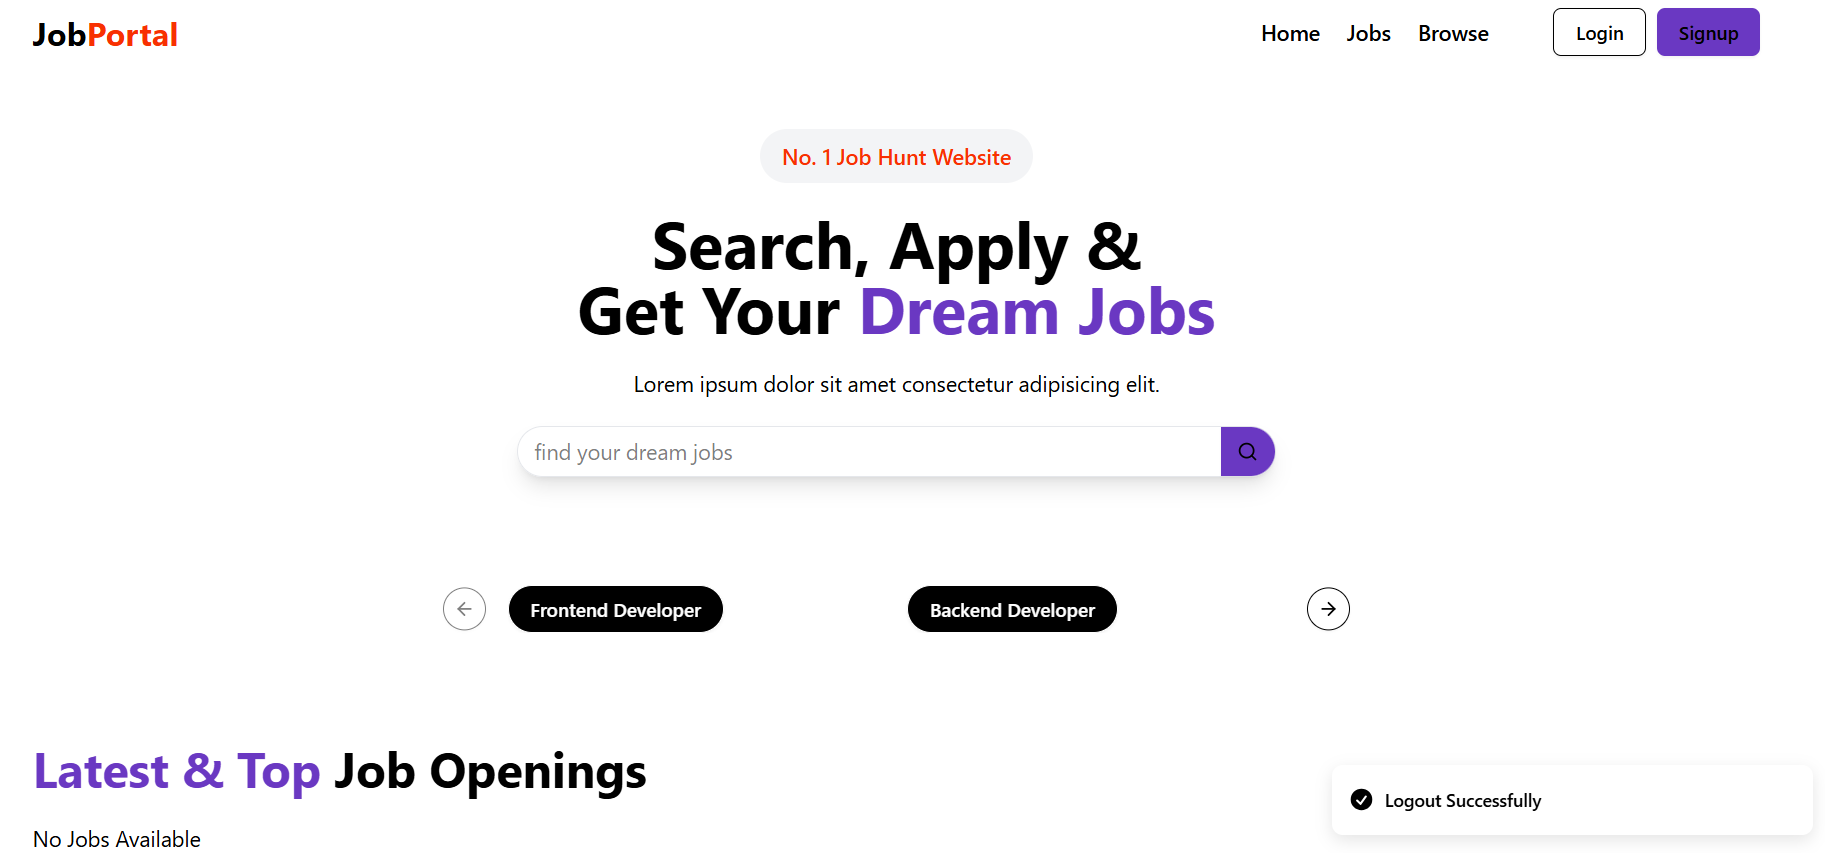 JobPortal
Home Jobs Browse Login Signup
No. 1 Job Hunt Website
Search, Apply &
Get Your Dream Jobs
Lorem ipsum dolor sit amet consectetur adipisicing elit.
find your dream jobs
Frontend Developer Backend Developer
Latest & Top Job Openings
Logout Successfully
No Jobs Available